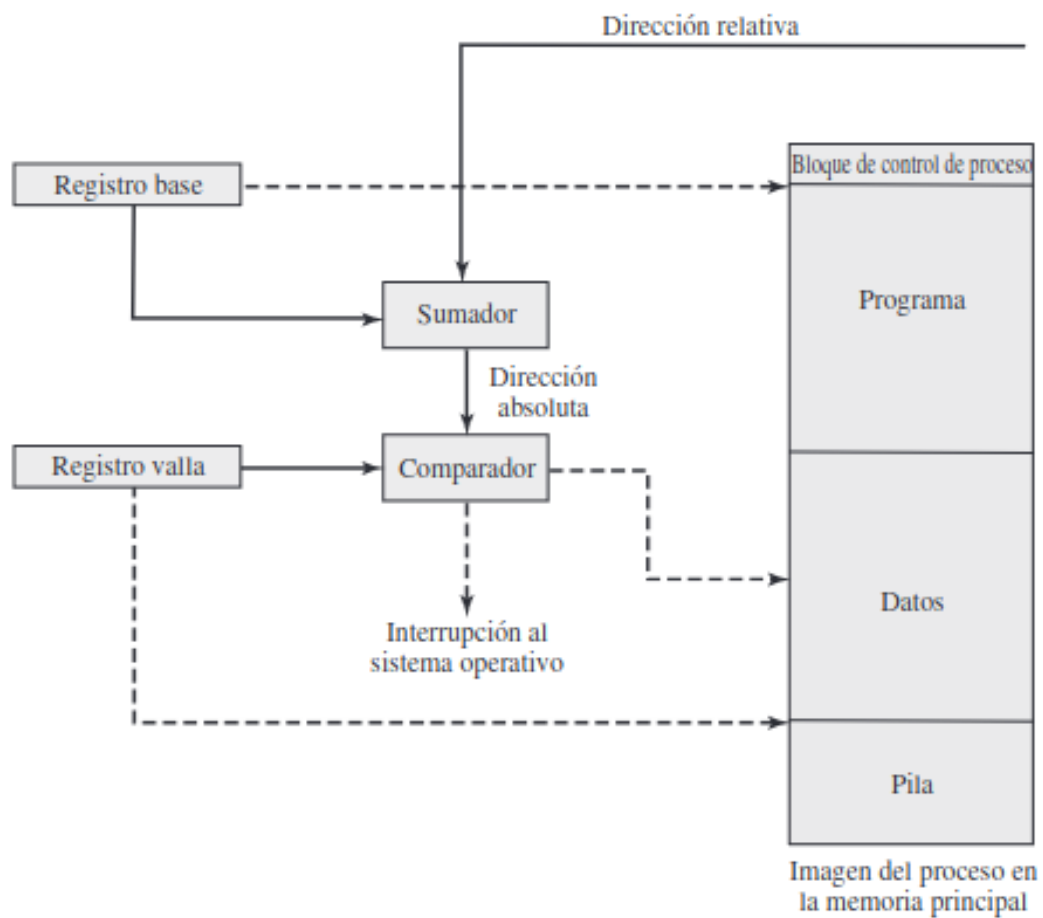 Dirección relativa
Bloque de control de proceso
Registro base
Programa
Sumador
Dirección
absoluta
Registro valla
Comparador
Datos
Interrupción al
sistema operativo
Pila
Imagen del proceso en
la memoria principal